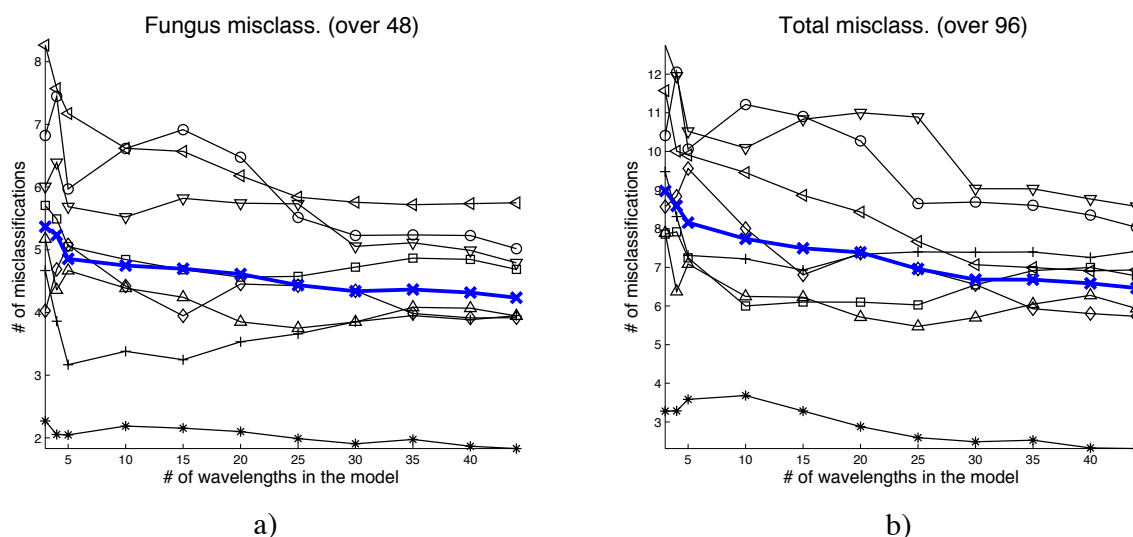 Fungus misclass. (over 48)
# of misclassifications
8
7
6
5
4
3
2
5 10 15 20 25 30 35 40
# of wavelengths in the model
a)
Total misclass. (over 96)
# of misclassifications
12
11
10
9
8
7
6
5
4
3
5 10 15 20 25 30 35 40
# of wavelengths in the model
b)